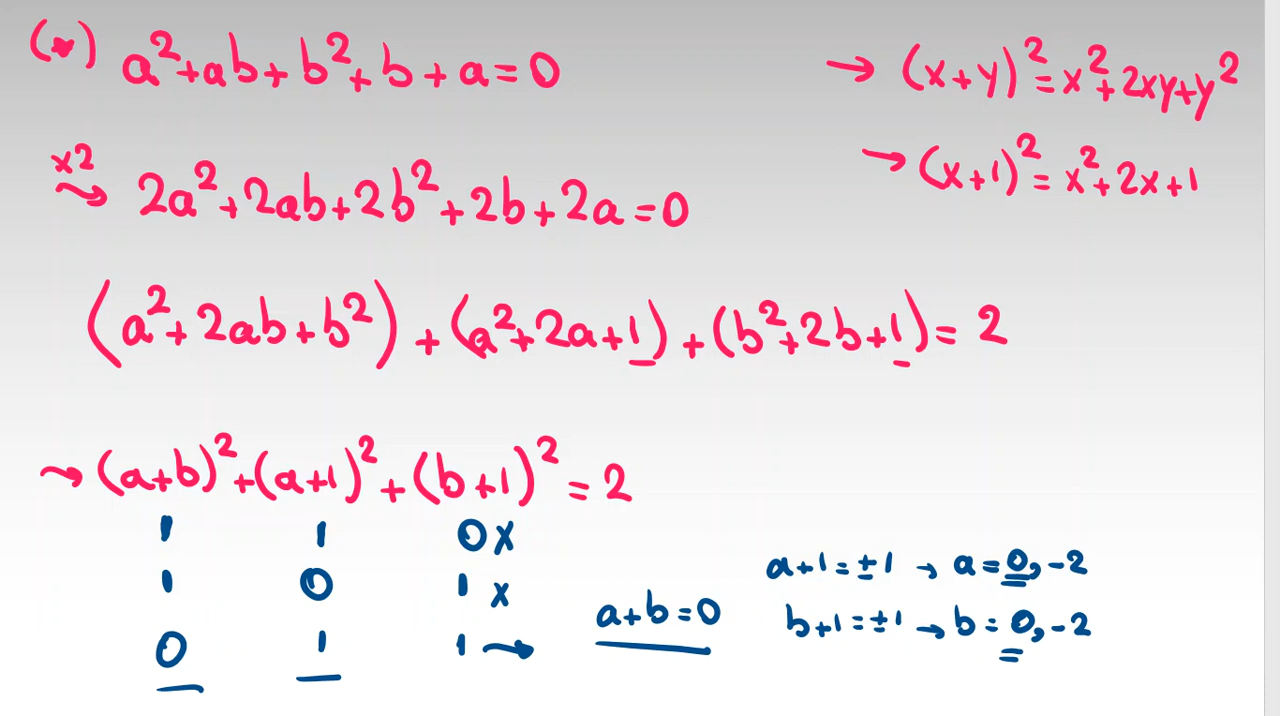 (*) a²+ab+b²+b+a=0
→ (x+y)²=x²+2xy+y²
→ (x+1)²=x²+2x+1
x2
→ 2a²+2ab+2b²+2b+2a=0
(a²+2ab+b²)+(a²+2a+1)+(b²+2b+1)=2
→ (a+b)²+(a+1)²+(b+1)²=2
1 1 0 x
1 0 1 x
0 1 1 → a+b=0
a+1=±1 → a=0,-2
b+1=±1 → b=0,-2